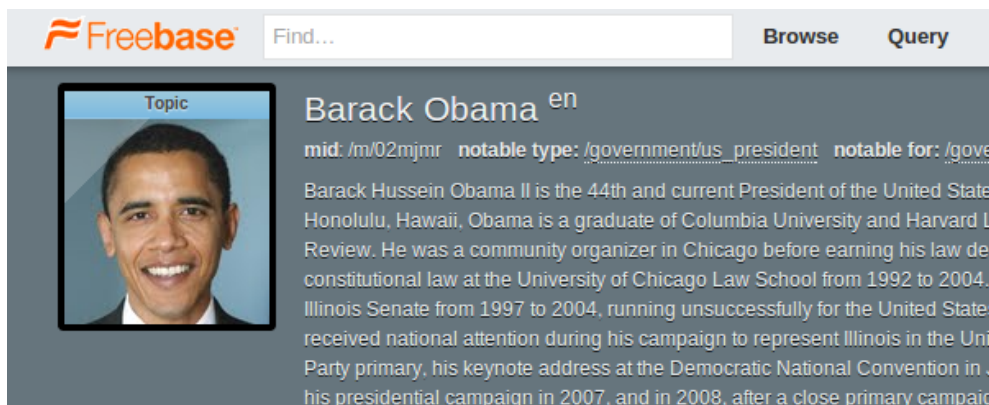 Freebase Find... Browse Query
Topic
Barack Obama en
mid: /m/02mjmr notable type: /government/us_president notable for: /gove
Barack Hussein Obama II is the 44th and current President of the United State
Honolulu, Hawaii, Obama is a graduate of Columbia University and Harvard L
Review. He was a community organizer in Chicago before earning his law de
constitutional law at the University of Chicago Law School from 1992 to 2004.
Illinois Senate from 1997 to 2004, running unsuccessfully for the United State
received national attention during his campaign to represent Illinois in the Uni
Party primary, his keynote address at the Democratic National Convention in J
his presidential campaign in 2007, and in 2008, after a close primary campaig